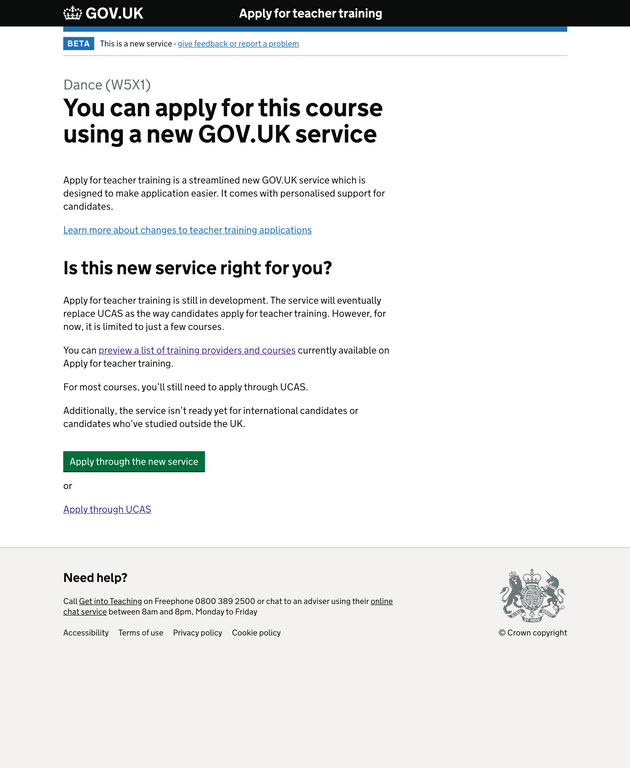 GOV.UK Apply for teacher training
BETA This is a new service - give feedback or report a problem
Dance (W5X1)
You can apply for this course
using a new GOV.UK service
Apply for teacher training is a streamlined new GOV.UK service which is
designed to make application easier. It comes with personalised support for
candidates.
Learn more about changes to teacher training applications
Is this new service right for you?
Apply for teacher training is still in development. The service will eventually
replace UCAS as the way candidates apply for teacher training. However, for
now, it is limited to just a few courses.
You can preview a list of training providers and courses currently available on
Apply for teacher training.
For most courses, you’ll still need to apply through UCAS.
Additionally, the service isn’t ready yet for international candidates or
candidates who’ve studied outside the UK.
Apply through the new service
or
Apply through UCAS
Need help?
Call Get into Teaching on Freephone 0800 389 2500 or chat to an adviser using their online
chat service between 8am and 8pm, Monday to Friday
Accessibility Terms of use Privacy policy Cookie policy
© Crown copyright